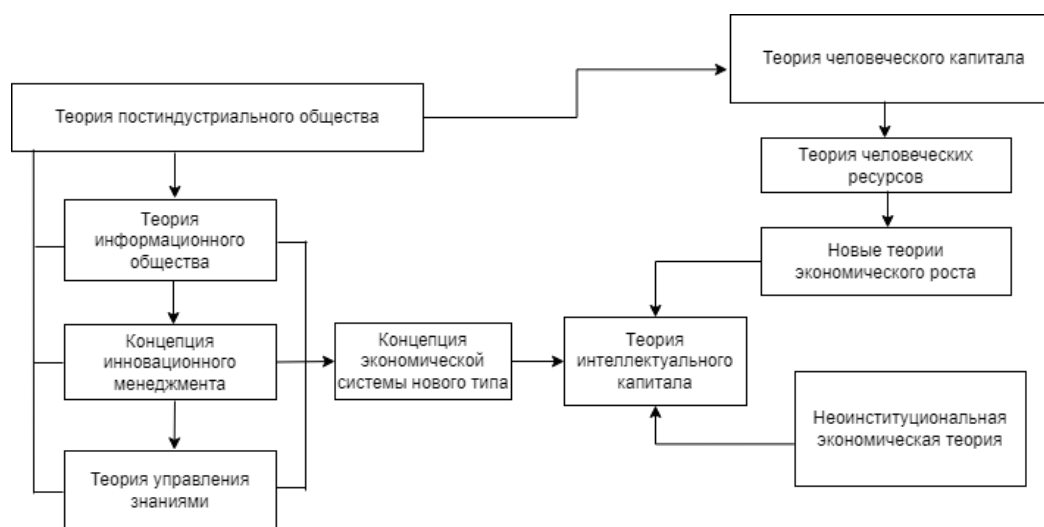 Теория человеческого капитала
Теория постиндустриального общества
Теория человеческих
ресурсов
Теория
информационного
общества
Новые теории
экономического роста
Концепция
инновационного
менеджмента
Концепция
экономической
системы нового типа
Теория
интеллектуального
капитала
Неоинституциональная
экономическая теория
Теория управления
знаниями